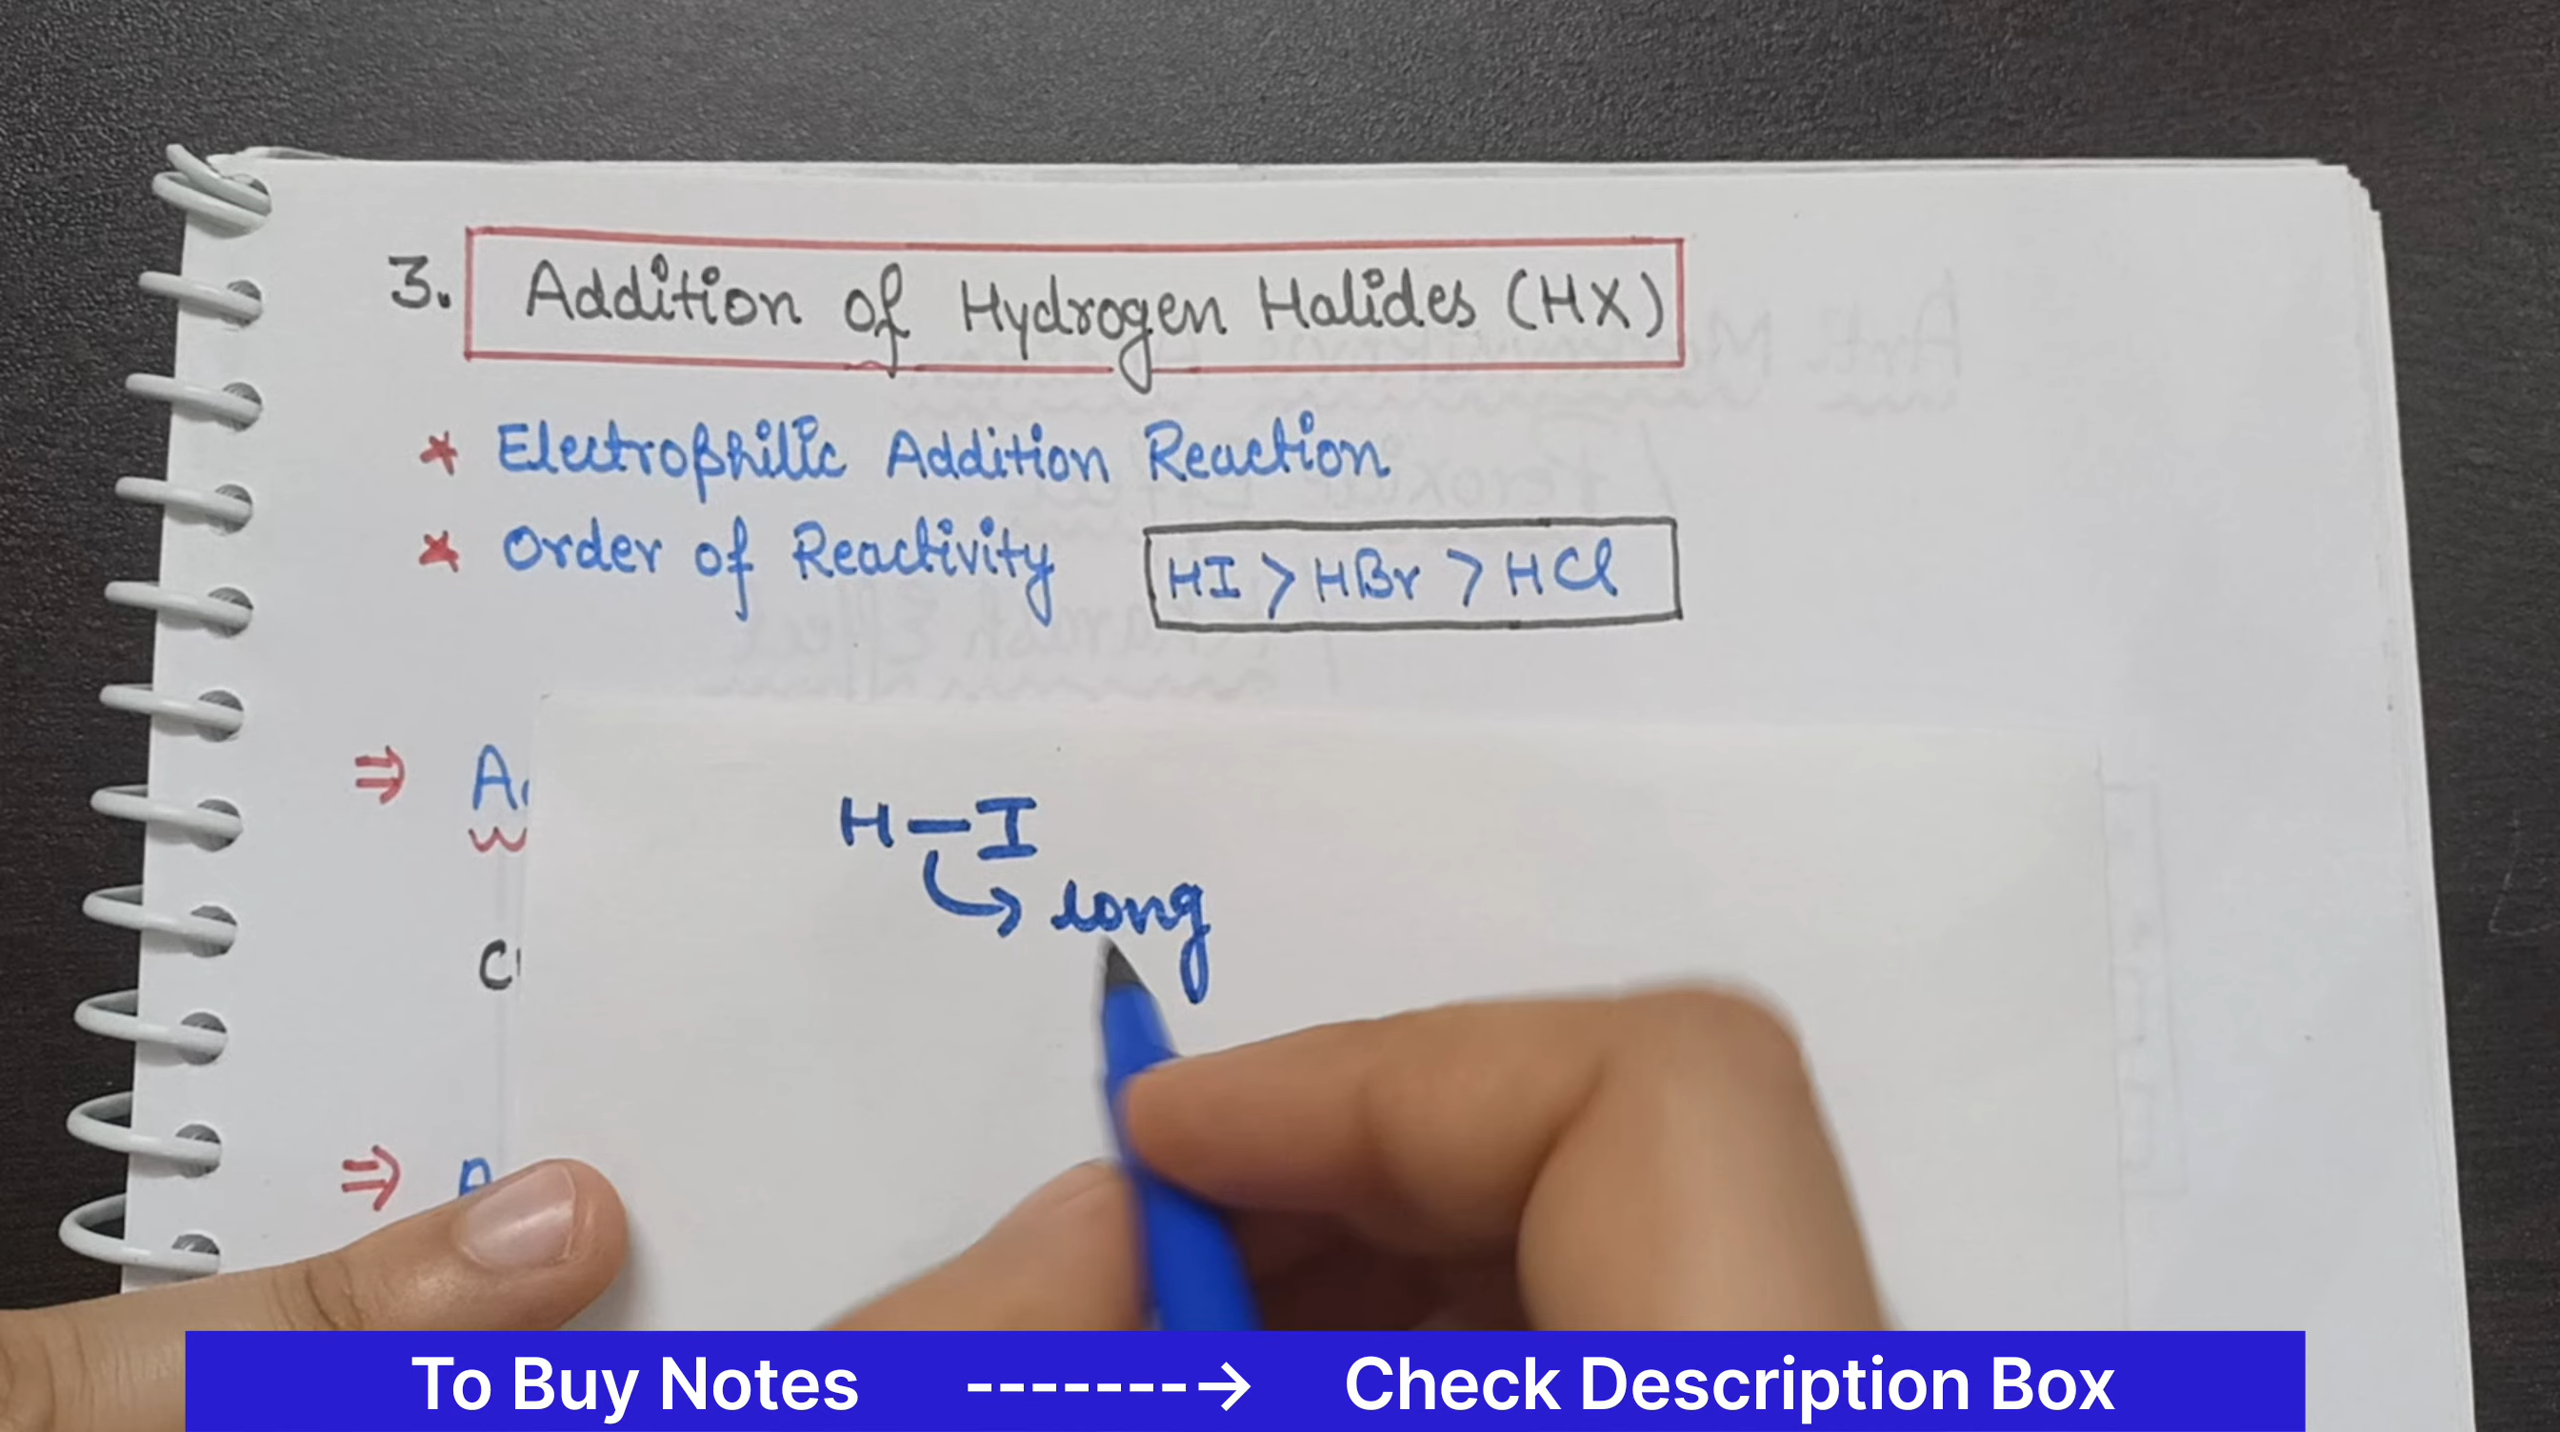 3. Addition of Hydrogen Halides (HX)
* Electrophilic Addition Reaction
* Order of Reactivity HI > HBr > HCl
⇒ A
H-I
long
C
⇒ A
To Buy Notes -------→ Check Description Box